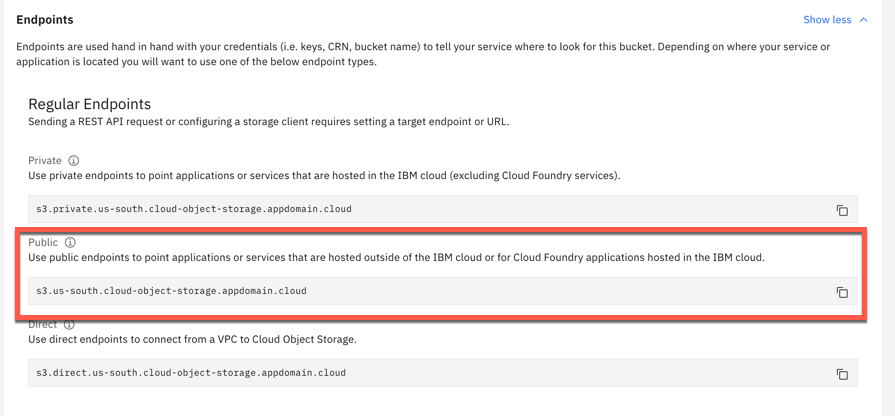 Endpoints
Show less
Endpoints are used hand in hand with your credentials (i.e. keys, CRN, bucket name) to tell your service where to look for this bucket. Depending on where your service or
application is located you will want to use one of the below endpoint types.
Regular Endpoints
Sending a REST API request or configuring a storage client requires setting a target endpoint or URL.
Private
Use private endpoints to point applications or services that are hosted in the IBM cloud (excluding Cloud Foundry services).
s3.private.us-south.cloud-object-storage.appdomain.cloud
Public
Use public endpoints to point applications or services that are hosted outside of the IBM cloud or for Cloud Foundry applications hosted in the IBM cloud.
s3.us-south.cloud-object-storage.appdomain.cloud
Direct
Use direct endpoints to connect from a VPC to Cloud Object Storage.
s3.direct.us-south.cloud-object-storage.appdomain.cloud